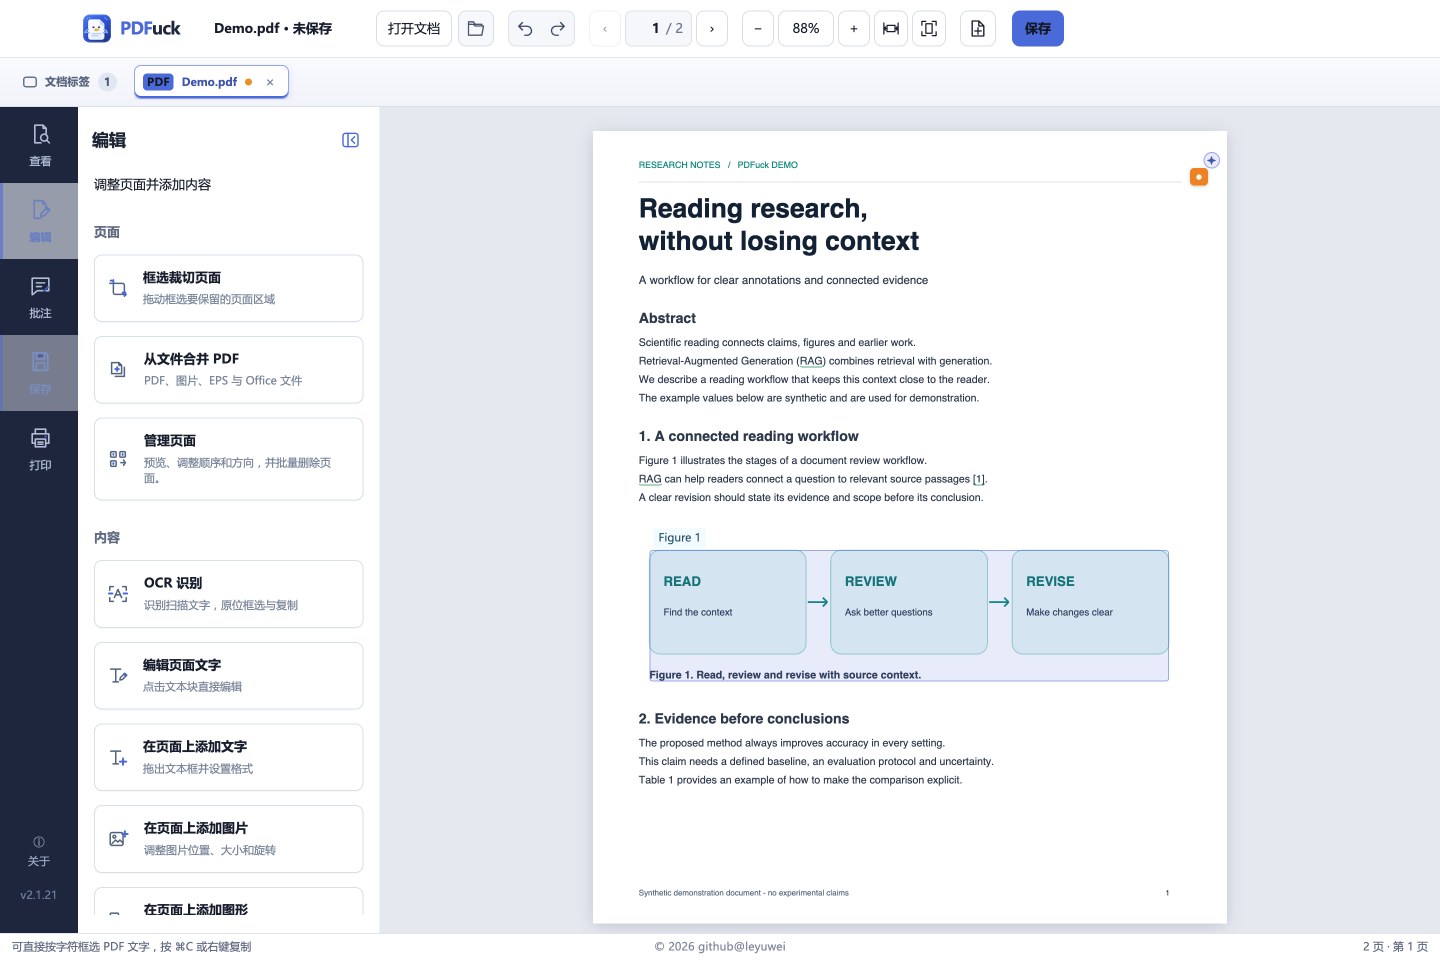 PDFuck
Demo.pdf • 未保存
打开文档
1 / 2
88%
保存
文档标签 1
PDF Demo.pdf
查看
编辑
批注
保存
打印
关于
v2.1.21
编辑
调整页面并添加内容
页面
框选裁切页面
拖动框选要保留的页面区域
从文件合并 PDF
PDF、图片、EPS 与 Office 文件
管理页面
预览、调整顺序和方向，并批量删除页
面。
内容
OCR 识别
识别扫描文字，原位框选与复制
编辑页面文字
点击文本块直接编辑
在页面上添加文字
拖出文本框并设置格式
在页面上添加图片
调整图片位置、大小和旋转
在页面上添加图形
RESEARCH NOTES / PDFuck DEMO
Reading research,
without losing context
A workflow for clear annotations and connected evidence
Abstract
Scientific reading connects claims, figures and earlier work.
Retrieval-Augmented Generation (RAG) combines retrieval with generation.
We describe a reading workflow that keeps this context close to the reader.
The example values below are synthetic and are used for demonstration.
1. A connected reading workflow
Figure 1 illustrates the stages of a document review workflow.
RAG can help readers connect a question to relevant source passages [1].
A clear revision should state its evidence and scope before its conclusion.
Figure 1
READ
Find the context
REVIEW
Ask better questions
REVISE
Make changes clear
Figure 1. Read, review and revise with source context.
2. Evidence before conclusions
The proposed method always improves accuracy in every setting.
This claim needs a defined baseline, an evaluation protocol and uncertainty.
Table 1 provides an example of how to make the comparison explicit.
Synthetic demonstration document - no experimental claims
1
可直接按字符框选 PDF 文字，按 ⌘C 或右键复制
© 2026 github@leyuwei
2 页 · 第 1 页